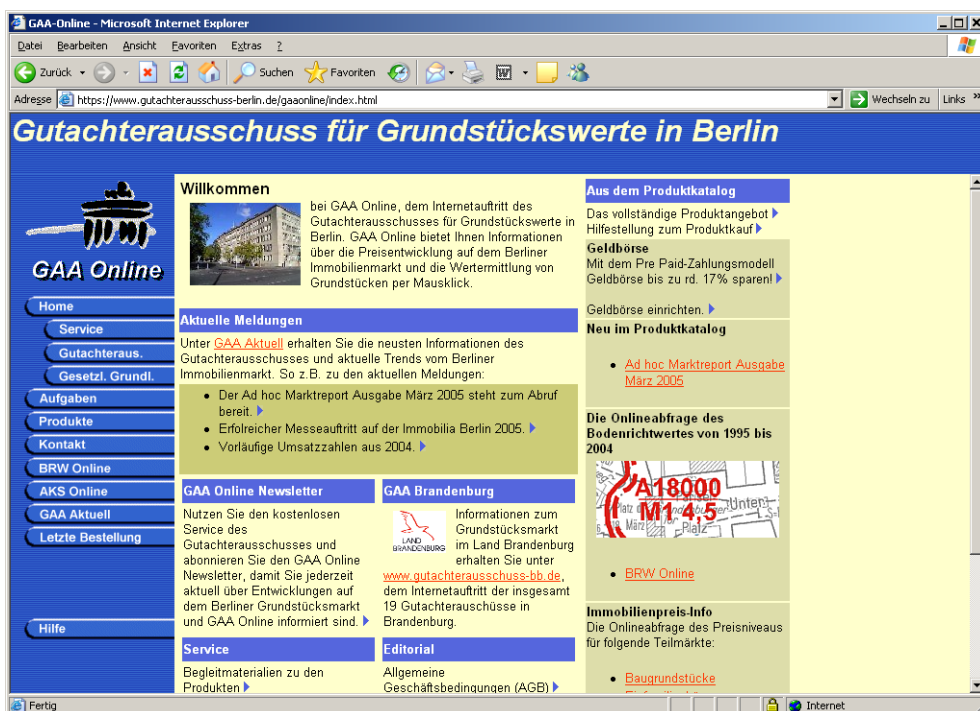 GAA-Online - Microsoft Internet Explorer
Datei Bearbeiten Ansicht Favoriten Extras ?
Zurück Suchen Favoriten
Adresse https://www.gutachterausschuss-berlin.de/gaaonline/index.html Wechseln zu Links »
Gutachterausschuss für Grundstückswerte in Berlin
GAA Online
Home
Service
Gutachteraus.
Gesetzl. Grundl.
Aufgaben
Produkte
Kontakt
BRW Online
AKS Online
GAA Aktuell
Letzte Bestellung
Hilfe
Willkommen
bei GAA Online, dem Internetauftritt des
Gutachterausschusses für Grundstückswerte in
Berlin. GAA Online bietet Ihnen Informationen
über die Preisentwicklung auf dem Berliner
Immobilienmarkt und die Wertermittlung von
Grundstücken per Mausklick.
Aktuelle Meldungen
Unter GAA Aktuell erhalten Sie die neusten Informationen des
Gutachterausschusses und aktuelle Trends vom Berliner
Immobilienmarkt. So z.B. zu den aktuellen Meldungen:
• Der Ad hoc Marktreport Ausgabe März 2005 steht zum Abruf
bereit.
• Erfolreicher Messeauftritt auf der Immobilia Berlin 2005.
• Vorläufige Umsatzzahlen aus 2004.
GAA Online Newsletter
Nutzen Sie den kostenlosen
Service des
Gutachterausschusses und
abonnieren Sie den GAA Online
Newsletter, damit Sie jederzeit
aktuell über Entwicklungen auf
dem Berliner Grundstücksmarkt
und GAA Online informiert sind.
GAA Brandenburg
LAND
BRANDENBURG
Informationen zum
Grundstücksmarkt
im Land Brandenburg
erhalten Sie unter
www.gutachterausschuss-bb.de,
dem Internetauftritt der insgesamt
19 Gutachterauschüsse in
Brandenburg.
Service
Begleitmaterialien zu den
Produkten
Editorial
Allgemeine
Geschäftsbedingungen (AGB)
Aus dem Produktkatalog
Das vollständige Produktangebot
Hilfestellung zum Produktkauf
Geldbörse
Mit dem Pre Paid-Zahlungsmodell
Geldbörse bis zu rd. 17% sparen!
Geldbörse einrichten.
Neu im Produktkatalog
• Ad hoc Marktreport Ausgabe
März 2005
Die Onlineabfrage des
Bodenrichtwertes von 1995 bis
2004
A18000
M1 4,5
Unter
Platz
März
Platz
• BRW Online
Immobilienpreis-Info
Die Onlineabfrage des Preisniveaus
für folgende Teilmärkte:
• Baugrundstücke
Fertig Internet